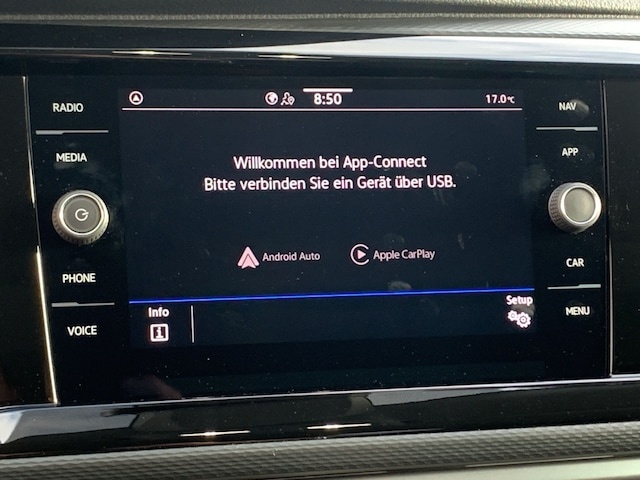 RADIO
MEDIA
PHONE
VOICE
8:50
17.0°C
Willkommen bei App-Connect
Bitte verbinden Sie ein Gerät über USB.
Android Auto
Apple CarPlay
Info
Setup
NAV
APP
CAR
MENU